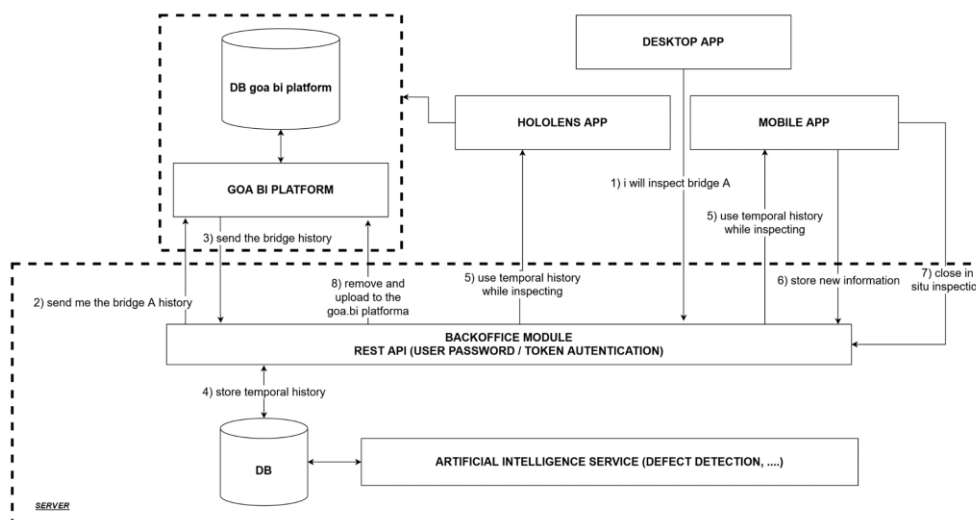 DESKTOP APP
DB goa bi platform
HOLOLENS APP
MOBILE APP
GOA BI PLATFORM
1) i will inspect bridge A
3) send the bridge history
5) use temporal history
while inspecting
2) send me the bridge A history
8) remove and
upload to the
goa.bi platforma
5) use temporal history
while inspecting
6) store new information
7) close in
situ inspectio
BACKOFFICE MODULE
REST API (USER PASSWORD / TOKEN AUTENTICATION)
4) store temporal history
DB
ARTIFICIAL INTELLIGENCE SERVICE (DEFECT DETECTION, ....)
SERVER